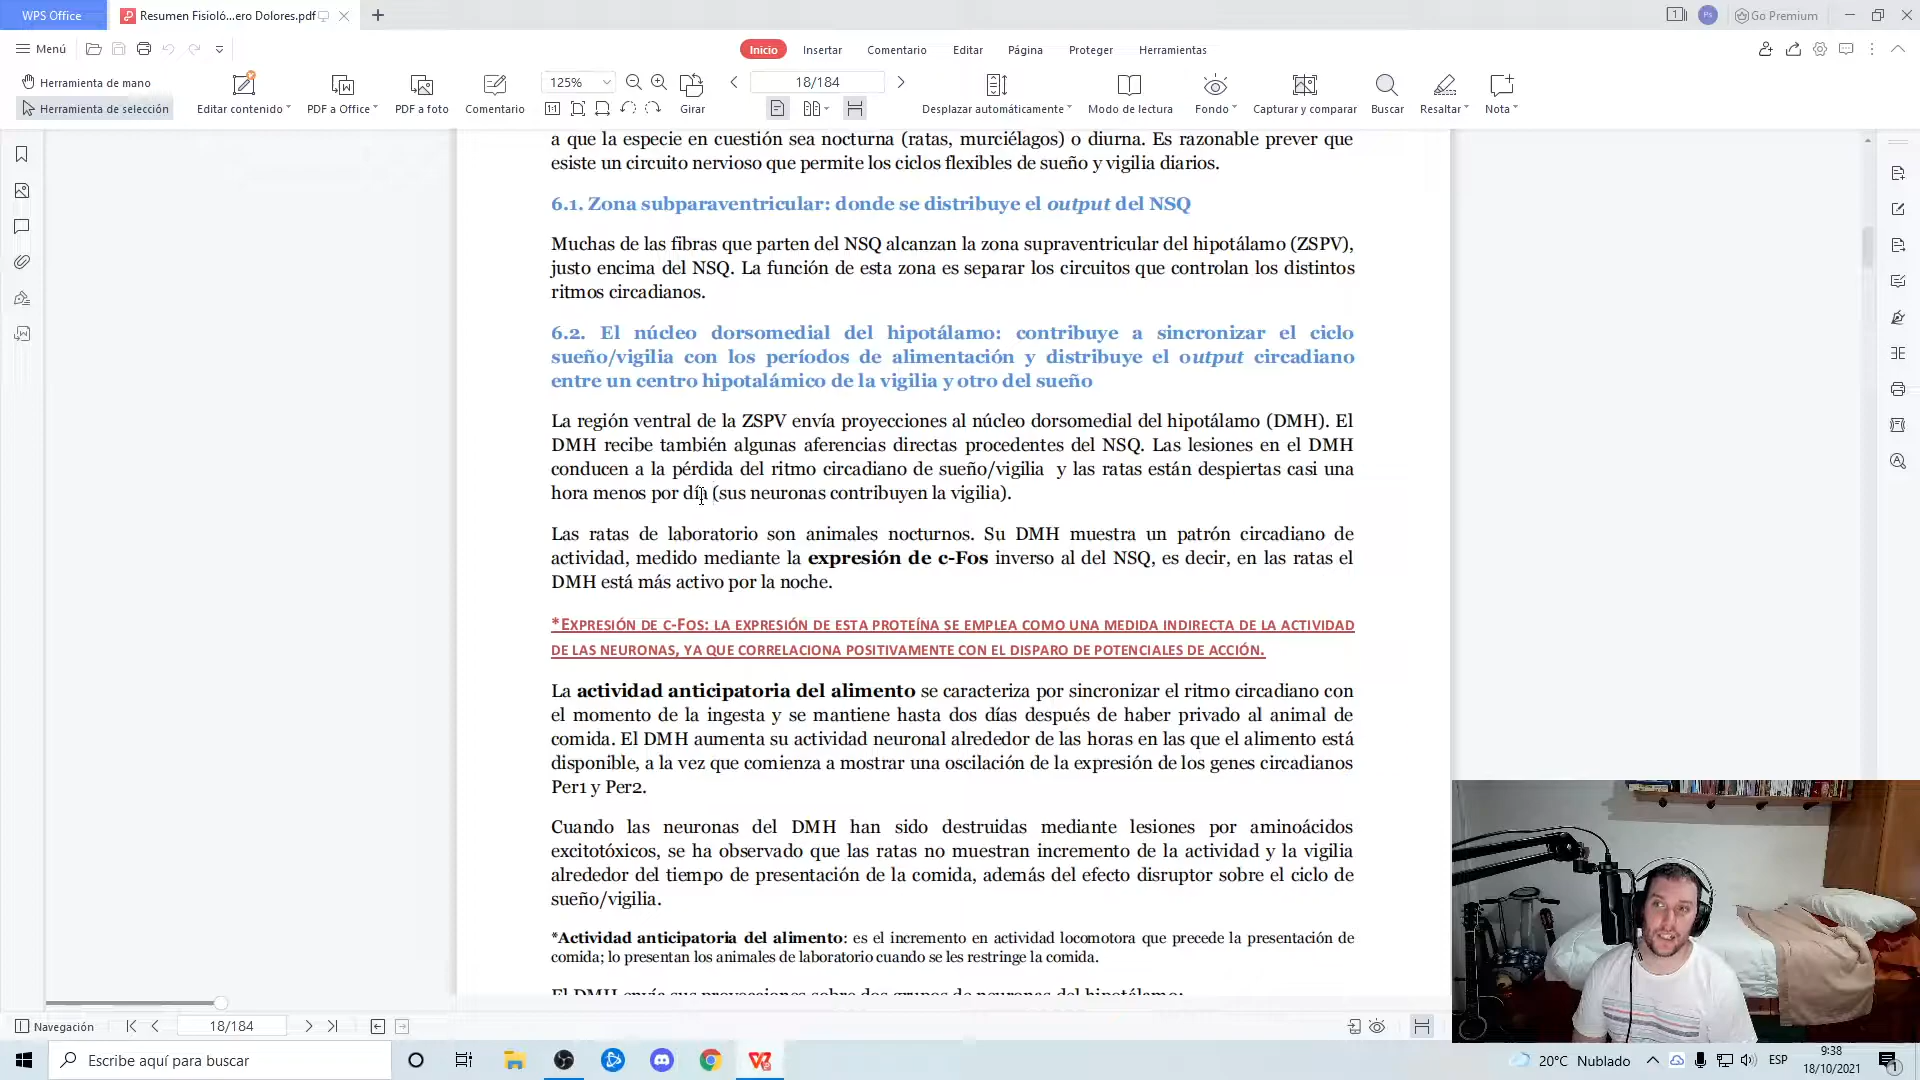 WPS Office
Resumen Fisioló...ero Dolores.pdf
Go Premium
Menú
Inicio
Insertar
Comentario
Editar
Página
Proteger
Herramientas
Herramienta de mano
Herramienta de selección
Editar contenido
PDF a Office
PDF a foto
Comentario
125%
Girar
18/184
Desplazar automáticamente
Modo de lectura
Fondo
Capturar y comparar
Buscar
Resaltar
Nota
a que la especie en cuestión sea nocturna (ratas, murciélagos) o diurna. Es razonable prever que
esiste un circuito nervioso que permite los ciclos flexibles de sueño y vigilia diarios.
6.1. Zona subparaventricular: donde se distribuye el output del NSQ
Muchas de las fibras que parten del NSQ alcanzan la zona supraventricular del hipotálamo (ZSPV),
justo encima del NSQ. La función de esta zona es separar los circuitos que controlan los distintos
ritmos circadianos.
6.2. El núcleo dorsomedial del hipotálamo: contribuye a sincronizar el ciclo
sueño/vigilia con los períodos de alimentación y distribuye el output circadiano
entre un centro hipotalámico de la vigilia y otro del sueño
La región ventral de la ZSPV envía proyecciones al núcleo dorsomedial del hipotálamo (DMH). El
DMH recibe también algunas aferencias directas procedentes del NSQ. Las lesiones en el DMH
conducen a la pérdida del ritmo circadiano de sueño/vigilia y las ratas están despiertas casi una
hora menos por día (sus neuronas contribuyen la vigilia).
Las ratas de laboratorio son animales nocturnos. Su DMH muestra un patrón circadiano de
actividad, medido mediante la expresión de c-Fos inverso al del NSQ, es decir, en las ratas el
DMH está más activo por la noche.
*EXPRESIÓN DE C-FOS: LA EXPRESIÓN DE ESTA PROTEÍNA SE EMPLEA COMO UNA MEDIDA INDIRECTA DE LA ACTIVIDAD
DE LAS NEURONAS, YA QUE CORRELACIONA POSITIVAMENTE CON EL DISPARO DE POTENCIALES DE ACCIÓN.
La actividad anticipatoria del alimento se caracteriza por sincronizar el ritmo circadiano con
el momento de la ingesta y se mantiene hasta dos días después de haber privado al animal de
comida. El DMH aumenta su actividad neuronal alrededor de las horas en las que el alimento está
disponible, a la vez que comienza a mostrar una oscilación de la expresión de los genes circadianos
Per1 y Per2.
Cuando las neuronas del DMH han sido destruidas mediante lesiones por aminoácidos
excitotóxicos, se ha observado que las ratas no muestran incremento de la actividad y la vigilia
alrededor del tiempo de presentación de la comida, además del efecto disruptor sobre el ciclo de
sueño/vigilia.
*Actividad anticipatoria del alimento: es el incremento en actividad locomotora que precede la presentación de
comida; lo presentan los animales de laboratorio cuando se les restringe la comida.
El DMH envía sus proyecciones sobre dos grupos de neuronas del hipotálamo:
Navegación
18/184
Escribe aquí para buscar
20°C Nublado
ESP
9:38
18/10/2021